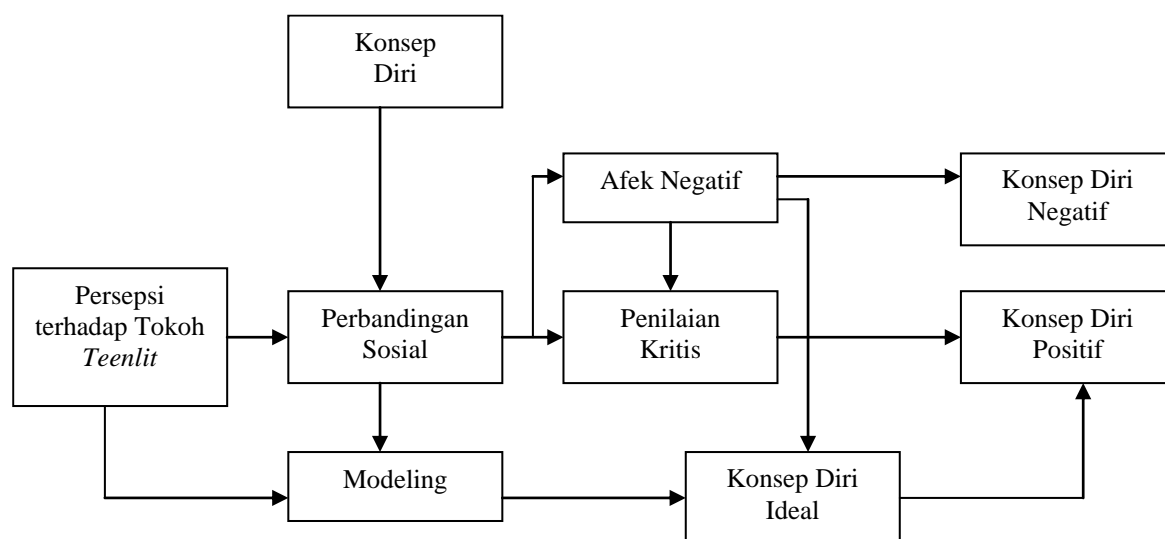 Konsep
Diri
Afek Negatif
Konsep Diri
Negatif
Persepsi
terhadap Tokoh
Teenlit
Perbandingan
Sosial
Penilaian
Kritis
Konsep Diri
Positif
Modeling
Konsep Diri
Ideal